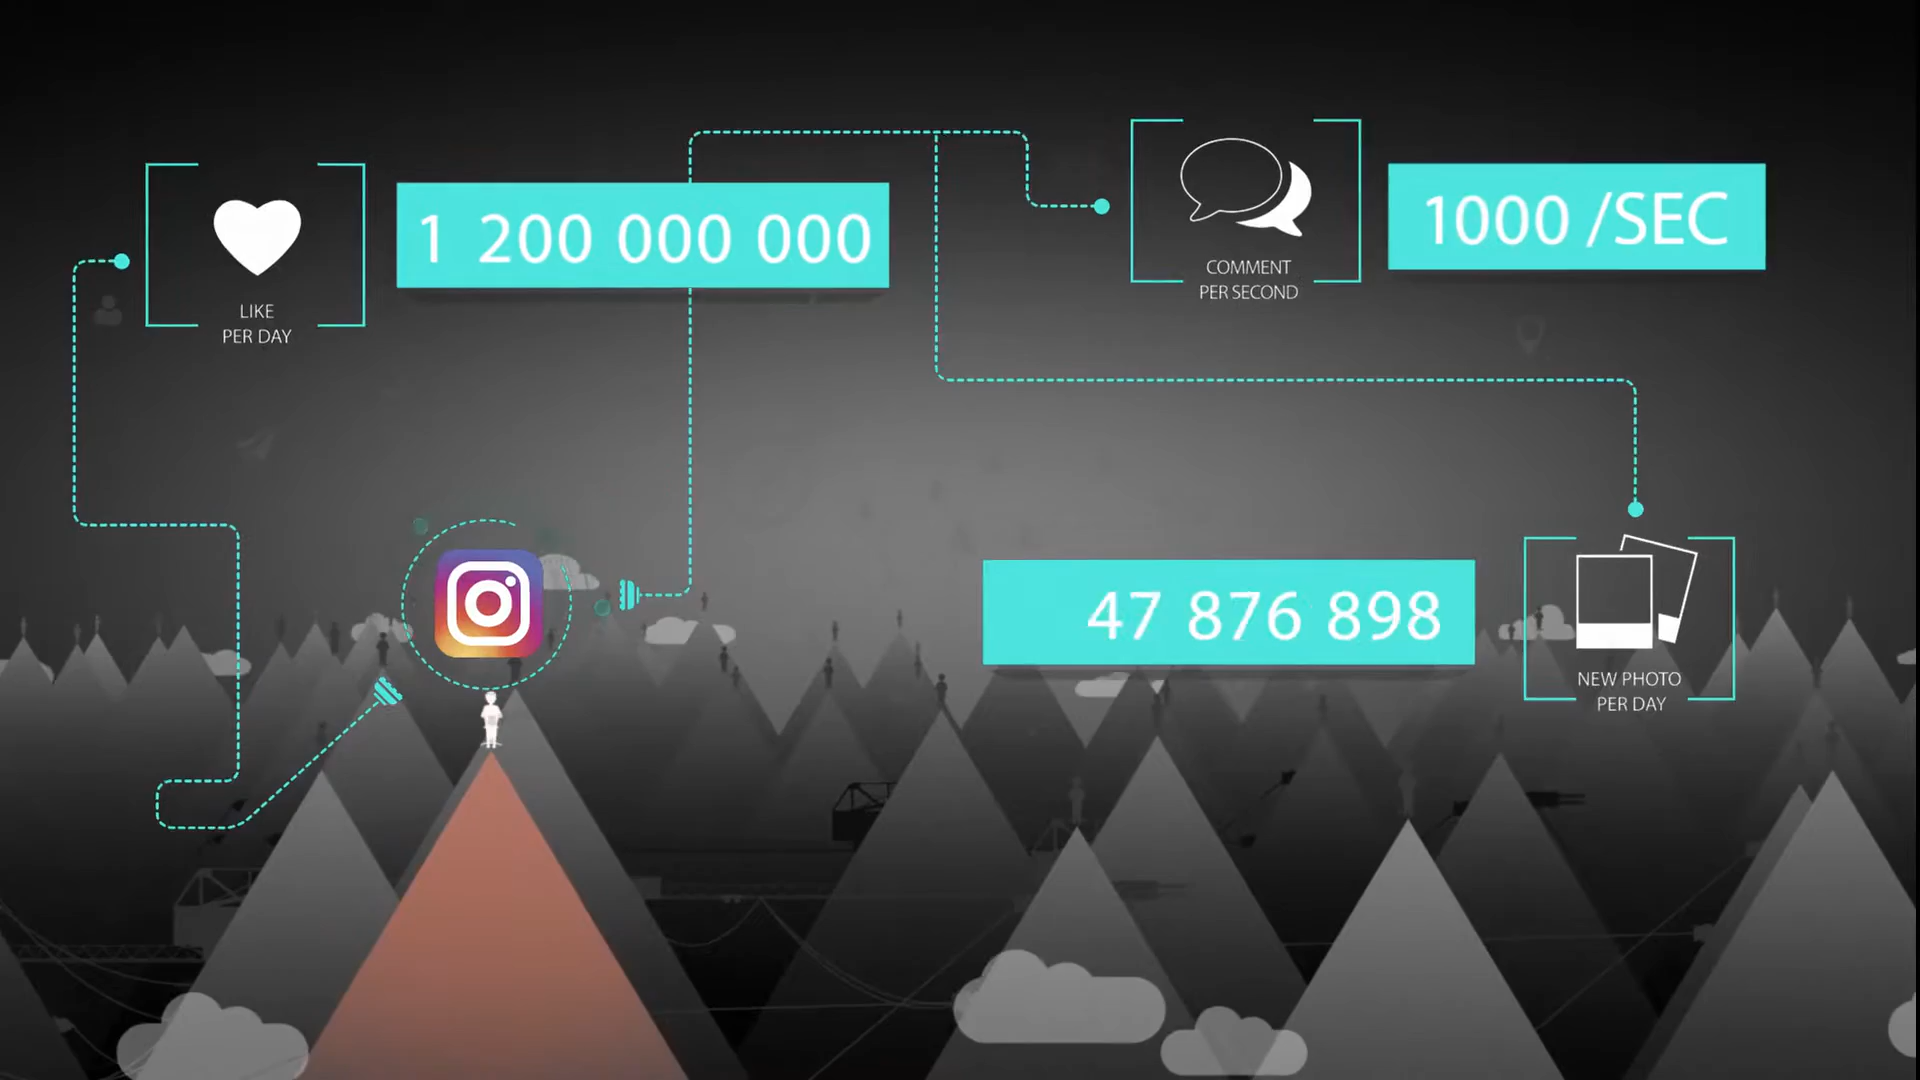 LIKE
PER DAY
1 200 000 000
COMMENT
PER SECOND
1000 /SEC
47 876 898
NEW PHOTO
PER DAY